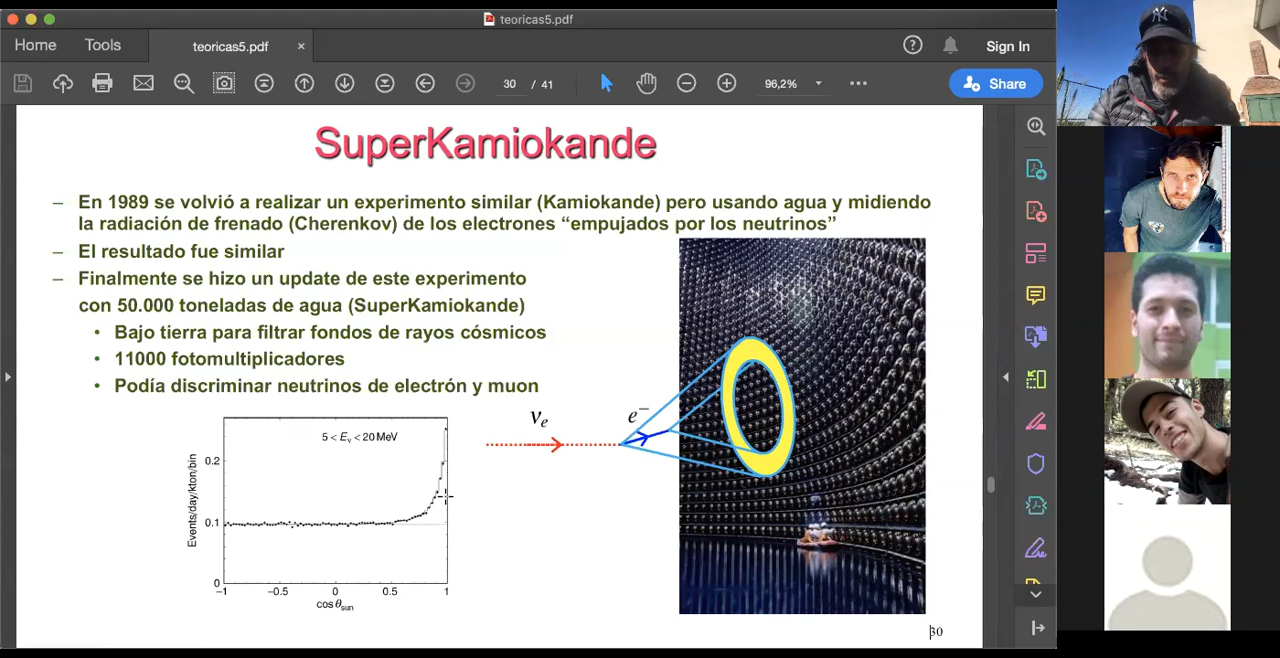 teoricas5.pdf
Home
Tools
teoricas5.pdf
×
Sign In
30 / 41
96,2%
Share
SuperKamiokande
– En 1989 se volvió a realizar un experimento similar (Kamiokande) pero usando agua y midiendo
la radiación de frenado (Cherenkov) de los electrones “empujados por los neutrinos”
– El resultado fue similar
– Finalmente se hizo un update de este experimento
con 50.000 toneladas de agua (SuperKamiokande)
• Bajo tierra para filtrar fondos de rayos cósmicos
• 11000 fotomultiplicadores
• Podía discriminar neutrinos de electrón y muon
5 < Eν < 20 MeV
Events/day/kton/bin
0.2
0.1
0
−1
−0.5
0
0.5
1
cos θsun
νe
e−
30